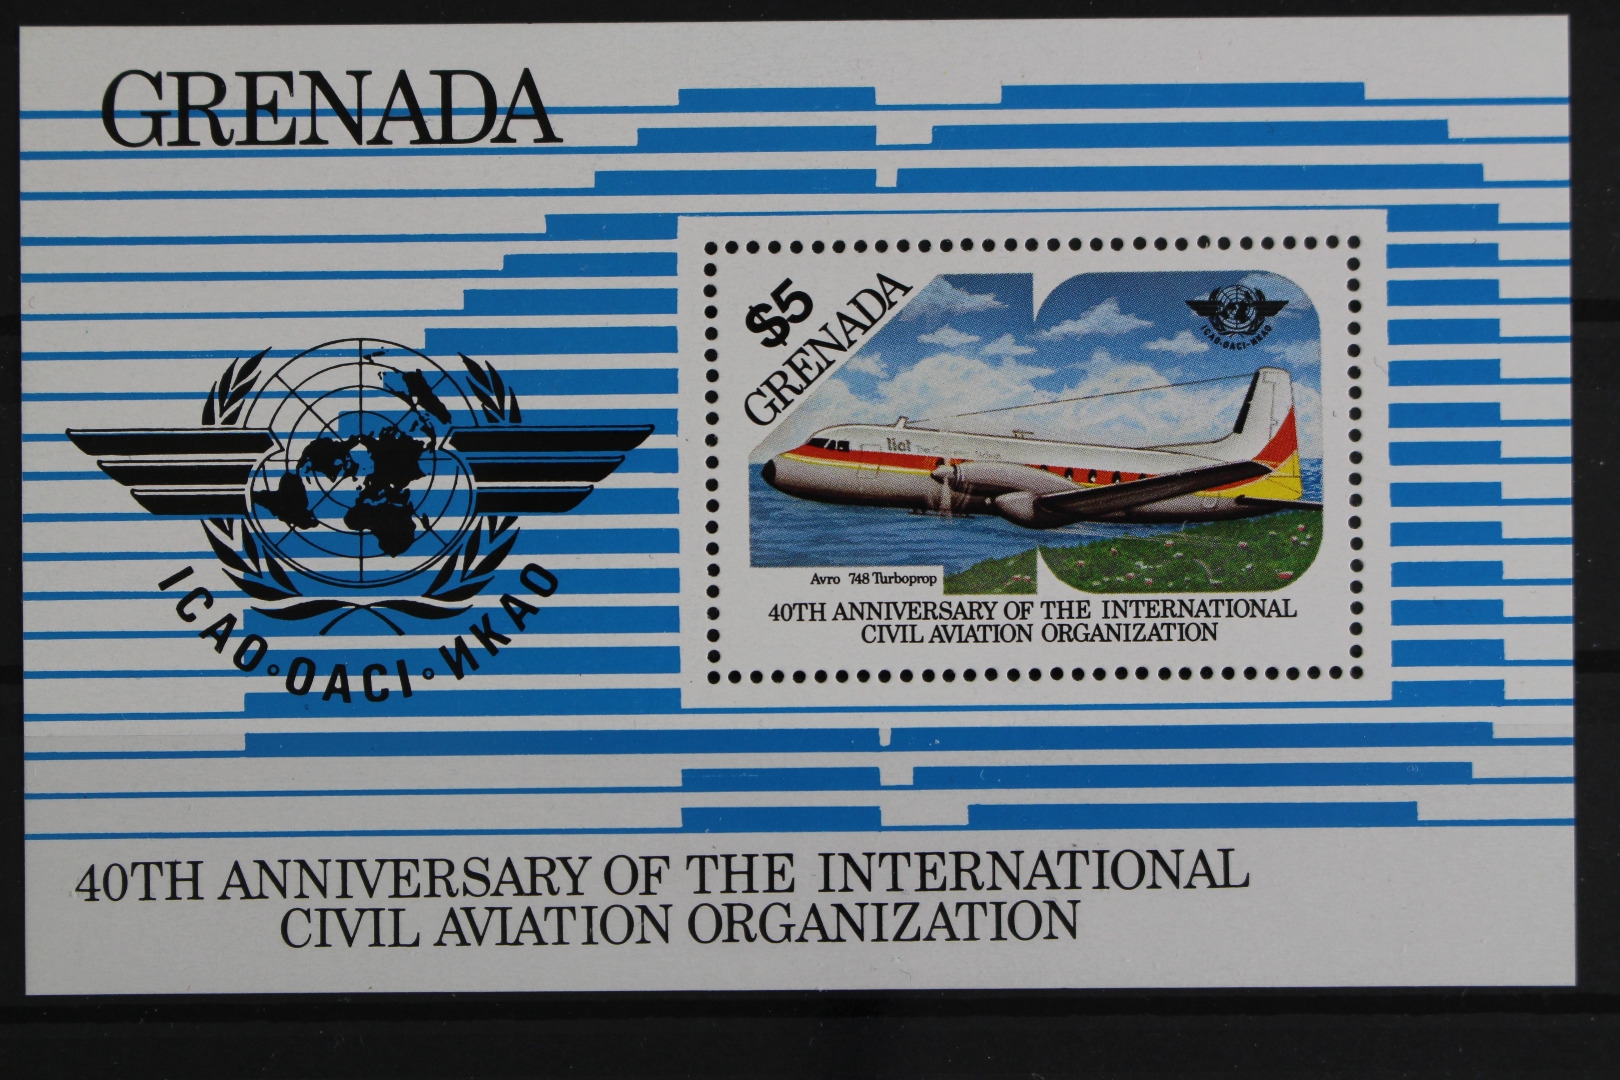 GRENADA
$5
GRENADA
ICAO·OACI·ИКАО
liat
Avro 748 Turboprop
40TH ANNIVERSARY OF THE INTERNATIONAL
CIVIL AVIATION ORGANIZATION
ICAO·OACI·ИКАО
40TH ANNIVERSARY OF THE INTERNATIONAL
CIVIL AVIATION ORGANIZATION